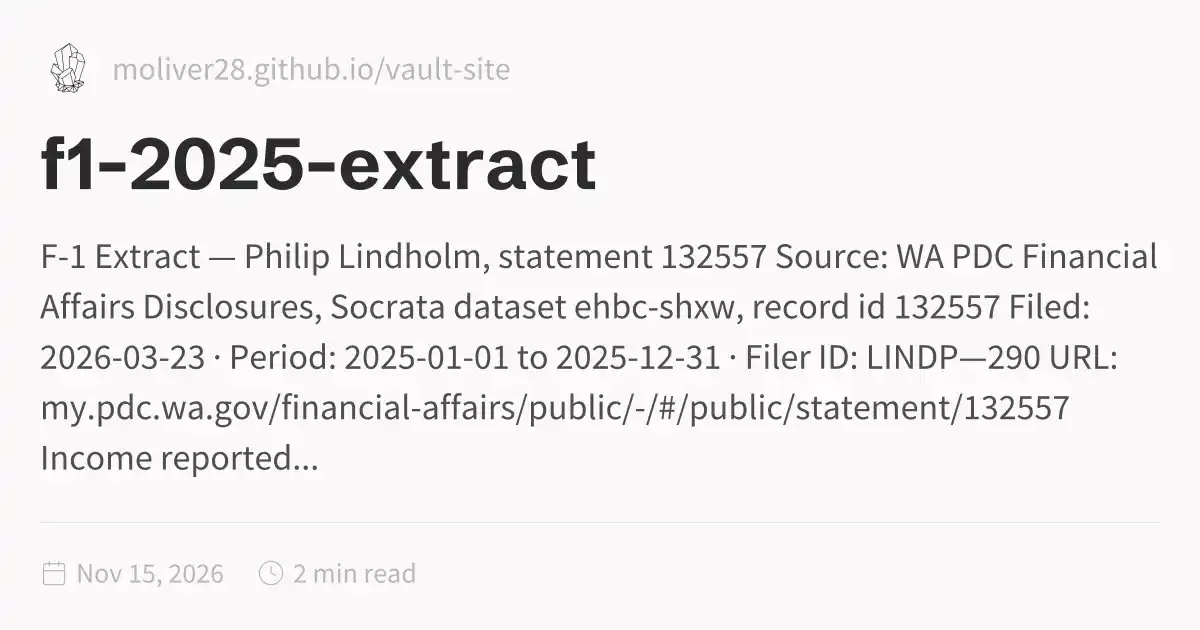 moliver28.github.io/vault-site
f1-2025-extract
F-1 Extract — Philip Lindholm, statement 132557 Source: WA PDC Financial
Affairs Disclosures, Socrata dataset ehbc-shxw, record id 132557 Filed:
2026-03-23 · Period: 2025-01-01 to 2025-12-31 · Filer ID: LINDP—290 URL:
my.pdc.wa.gov/financial-affairs/public/-/#/public/statement/132557
Income reported...
Nov 15, 2026 2 min read